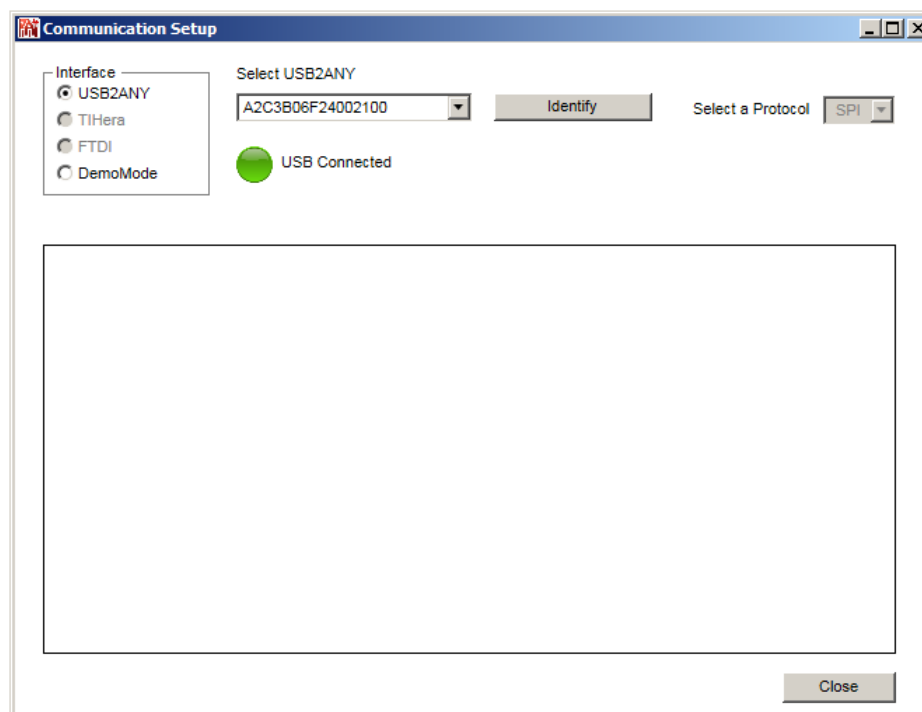 Communication Setup
Interface
USB2ANY
TIHera
FTDI
DemoMode
Select USB2ANY
A2C3B06F24002100
Identify
Select a Protocol
SPI
USB Connected
Close